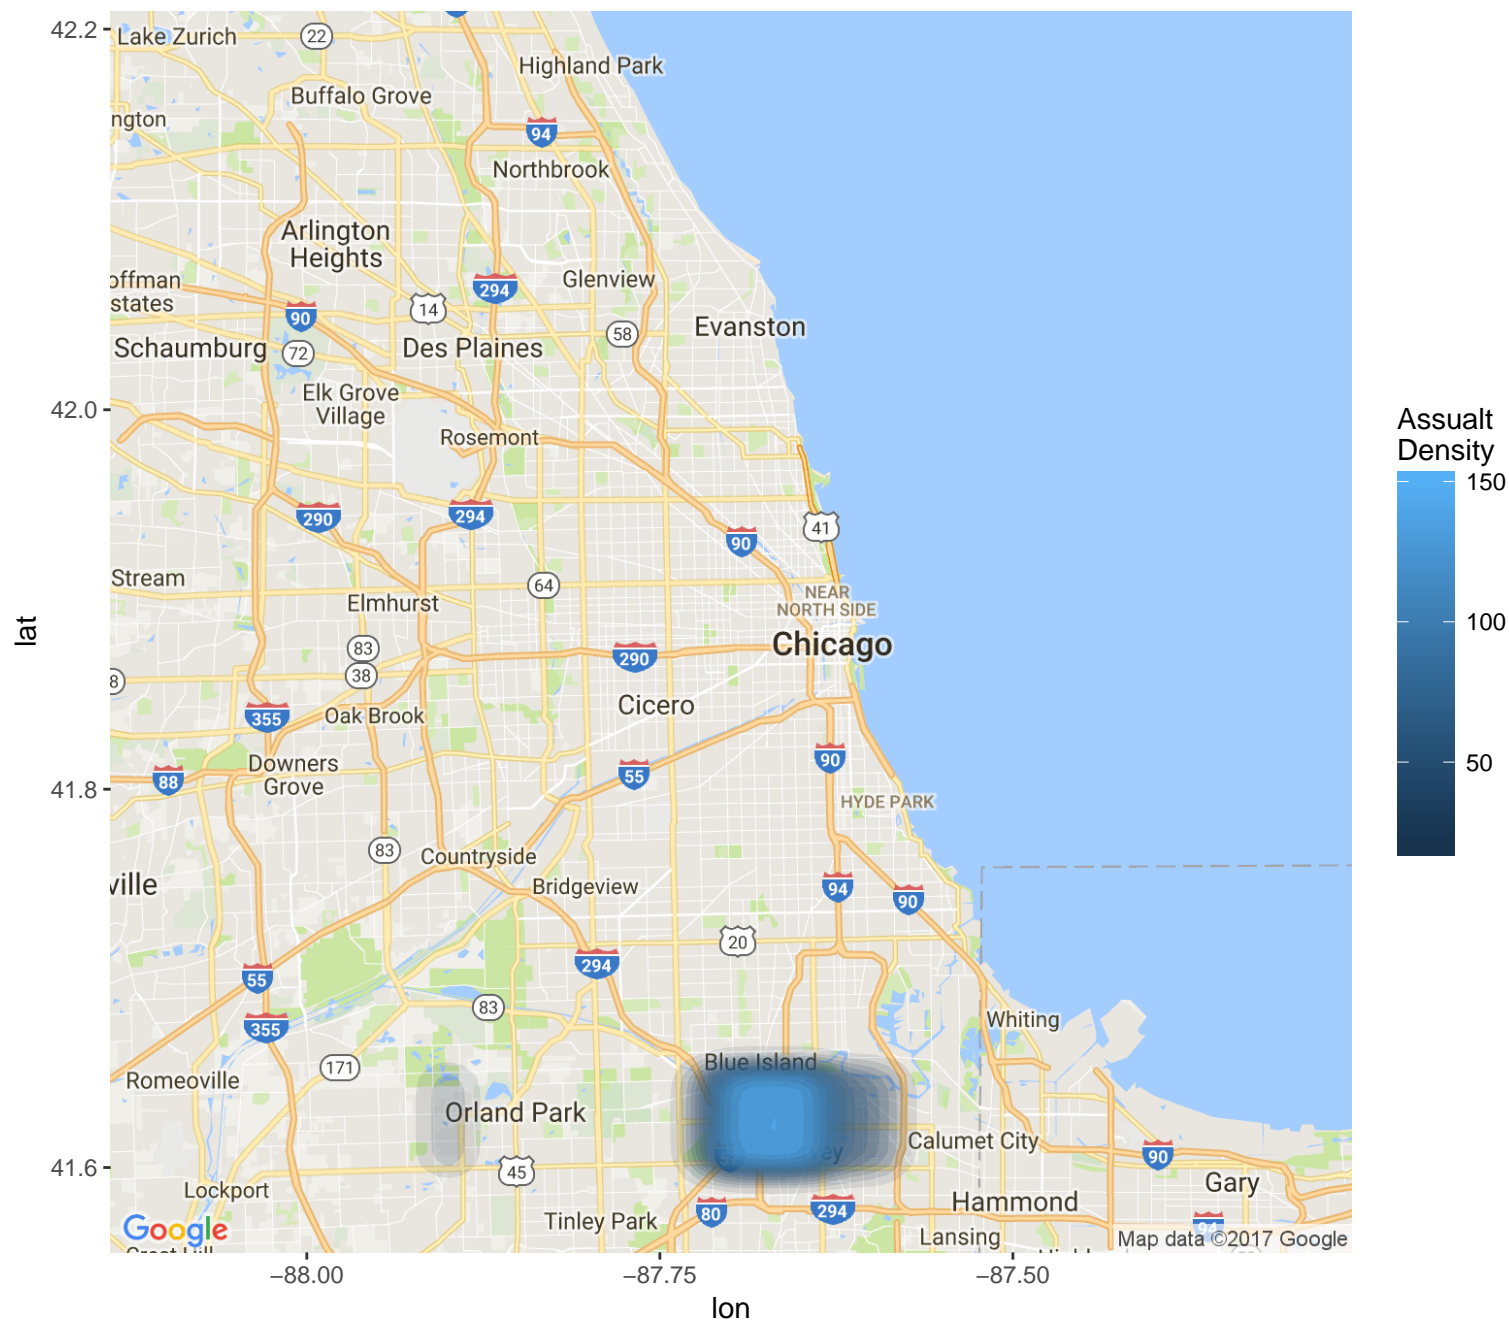 42.2
Lake Zurich
22
Highland Park
Buffalo Grove
ngton
94
Northbrook
Arlington
Heights
offman
states
Glenview
294
14
90
58
Evanston
Schaumburg
72
Des Plaines
Elk Grove
Village
42.0
Rosemont
Assualt
Density
150
100
50
290
294
41
90
Stream
64
NEAR
NORTH SIDE
Elmhurst
lat
83
Chicago
290
38
8
Cicero
355
Oak Brook
90
Downers
Grove
88
55
41.8
HYDE PARK
83
Countryside
ville
Bridgeview
94
90
20
294
55
83
355
Whiting
171
Blue Island
Romeoville
Orland Park
Calumet City
ey
90
41.6
45
Lockport
Gary
Hammond
80
294
Tinley Park
94
Google
Lansing
Map data ©2017 Google
Crest Hill
−88.00
−87.75
−87.50
lon